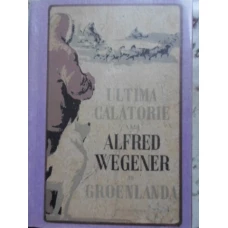 ULTIMA
CALATORIE
ALFRED
WEGENER
GROENLANDA